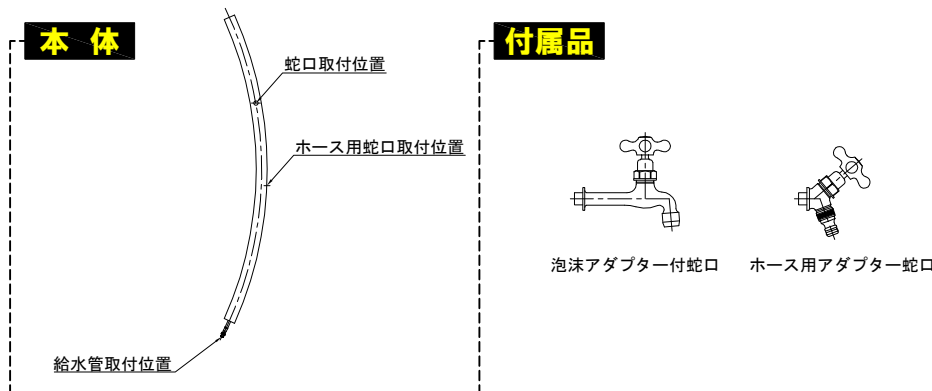 本 体
蛇口取付位置
ホース用蛇口取付位置
給水管取付位置
付属品
泡沫アダプター付蛇口
ホース用アダプター蛇口